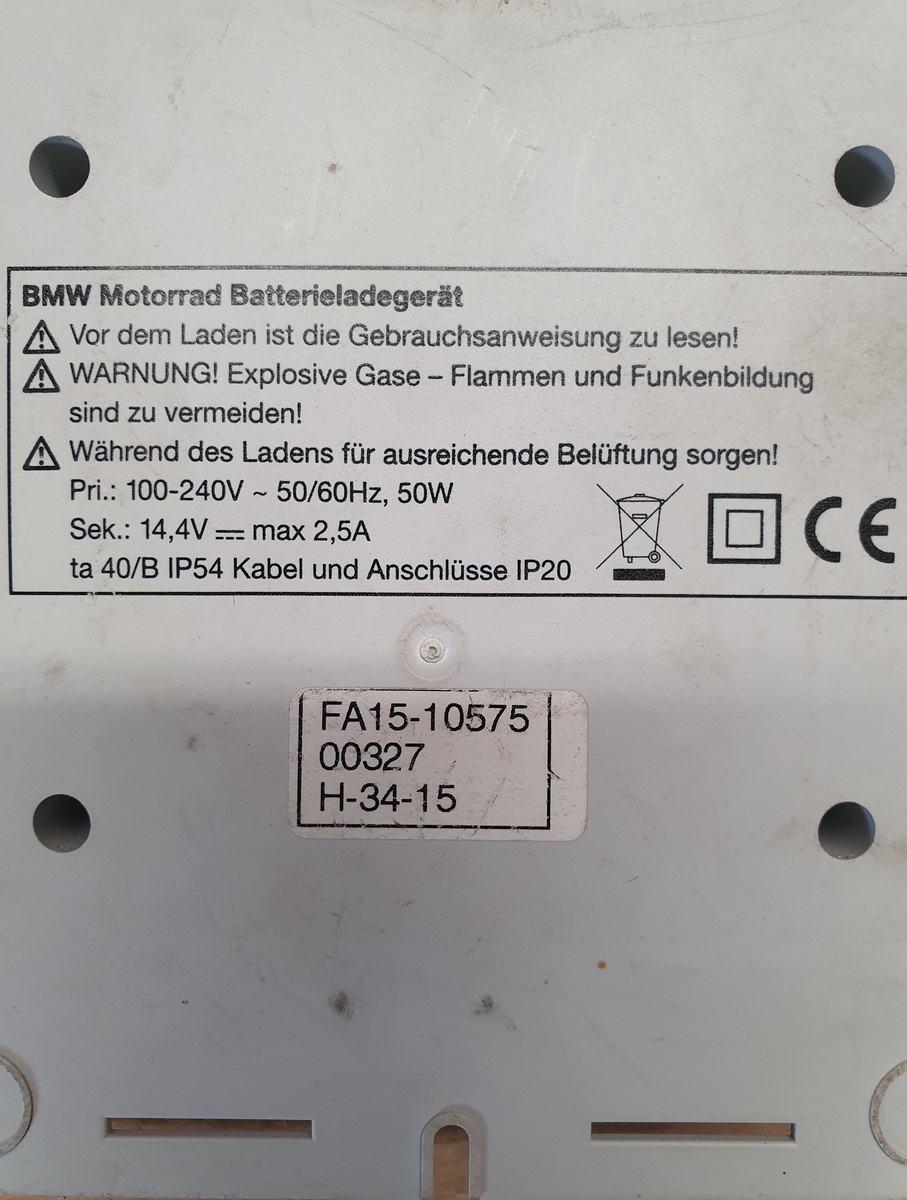 BMW Motorrad Batterieladegerät
Vor dem Laden ist die Gebrauchsanweisung zu lesen!
WARNUNG! Explosive Gase – Flammen und Funkenbildung
sind zu vermeiden!
Während des Ladens für ausreichende Belüftung sorgen!
Pri.: 100-240V ~ 50/60Hz, 50W
Sek.: 14,4V ⎓ max 2,5A
ta 40/B IP54 Kabel und Anschlüsse IP20
CE
FA15-10575
00327
H-34-15